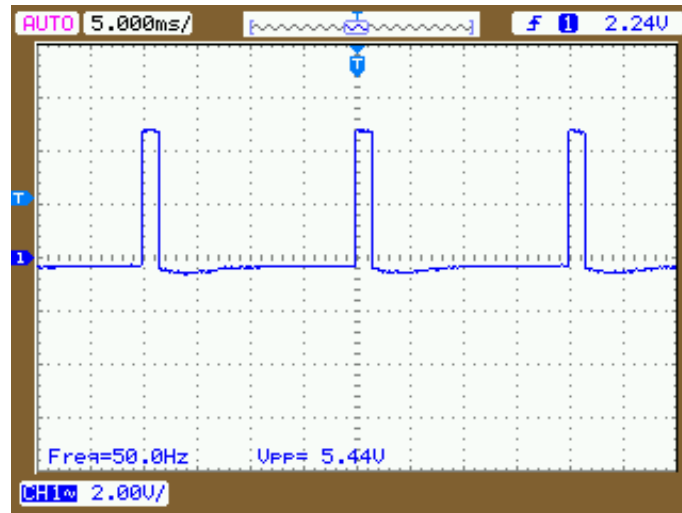 AUTO 5.000ms/ T ƒ 1 2.24V
T
T
1
Freq=50.0Hz Vpp= 5.44V
CH1~ 2.00V/